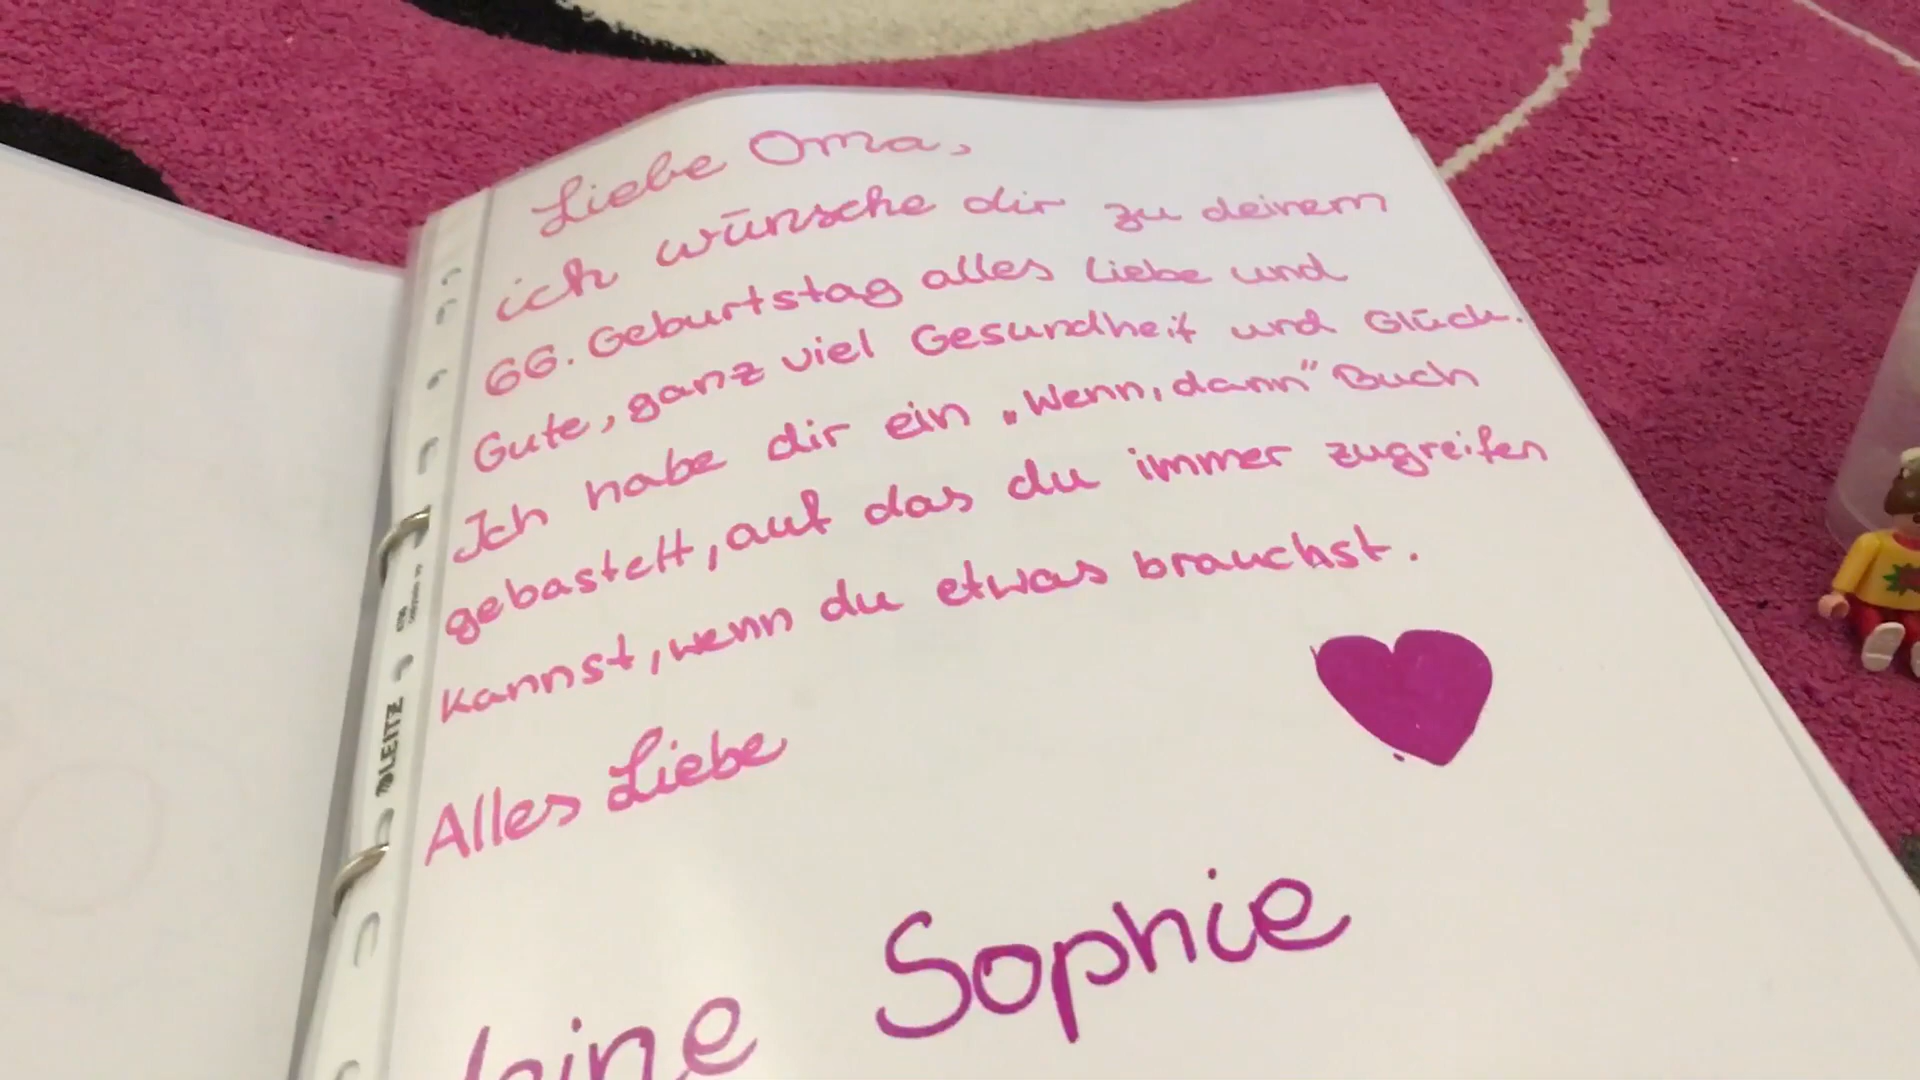 Liebe Oma,
ich wünsche dir zu deinem
66. Geburtstag alles Liebe und
Gute, ganz viel Gesundheit und Glück.
Ich habe dir ein „Wenn, dann" Buch
gebastelt, auf das du immer zugreifen
kannst, wenn du etwas brauchst.
Alles Liebe
deine Sophie
LEITZ